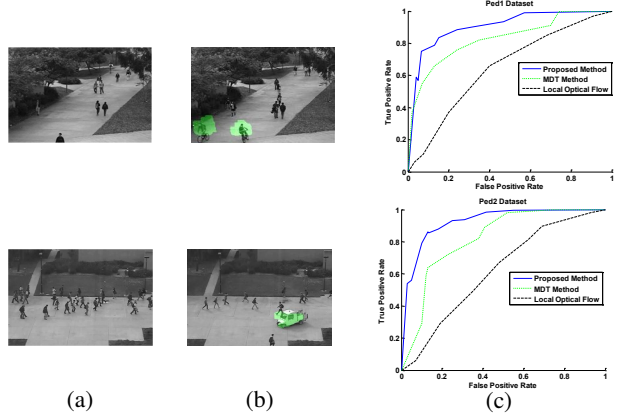 Ped1 Dataset
True Positive Rate
1
0.8
0.6
0.4
0.2
0
0 0.2 0.4 0.6 0.8 1
False Positive Rate
Proposed Method
MDT Method
Local Optical Flow
Ped2 Dataset
True Positive Rate
1
0.8
0.6
0.4
0.2
0
0 0.2 0.4 0.6 0.8 1
False Positive Rate
Proposed Method
MDT Method
Local Optical Flow
(a) (b) (c)